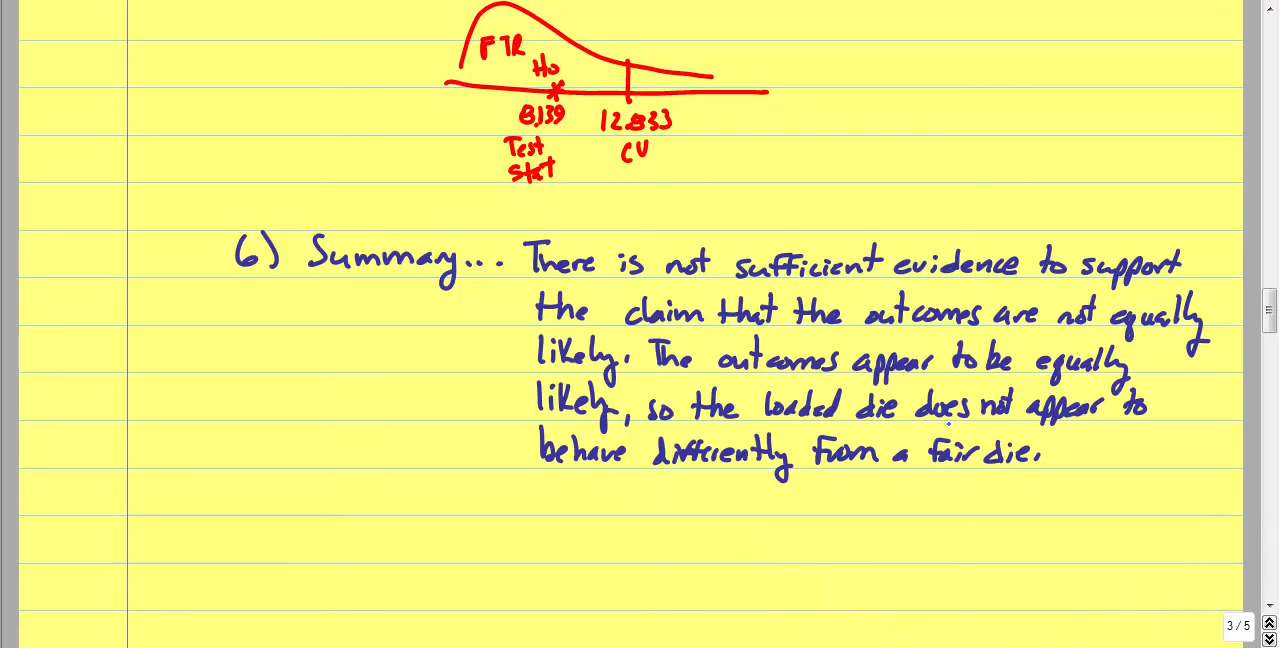 FTR
Ho
8.139
12.833
Test
CV
Stat
6) Summary... There is not sufficient evidence to support
the claim that the outcomes are not equally
likely. The outcomes appear to be equally
likely, so the loaded die does not appear to
behave differently from a fair die.
3 / 5